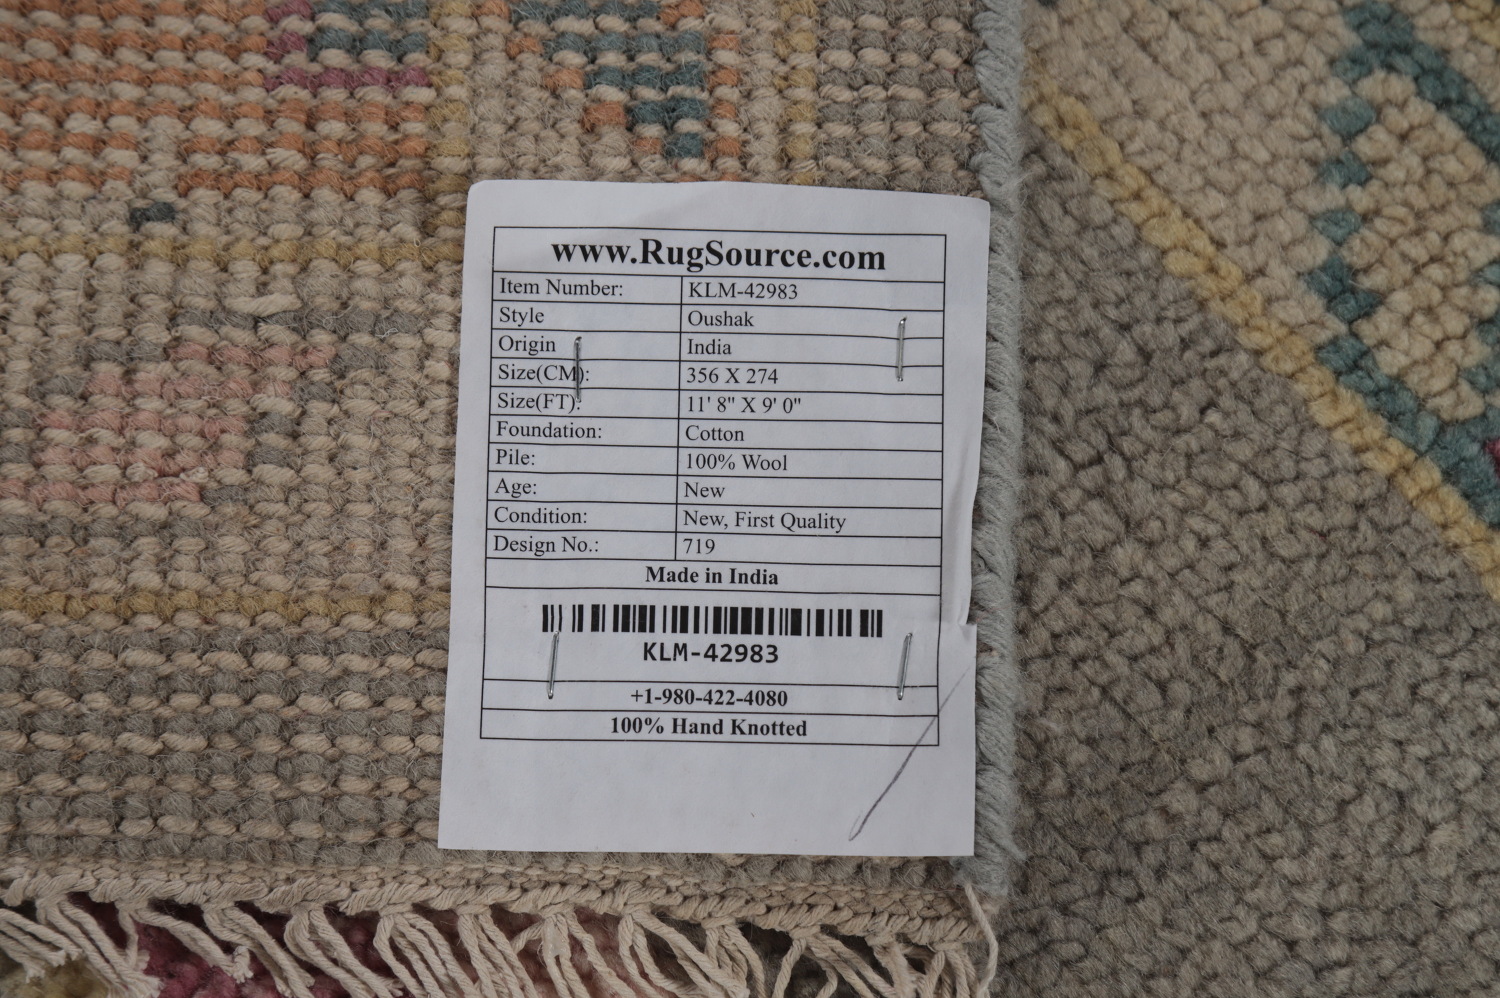 www.RugSource.com
Item Number: KLM-42983
Style Oushak
Origin India
Size(CM): 356 X 274
Size(FT): 11' 8" X 9' 0"
Foundation: Cotton
Pile: 100% Wool
Age: New
Condition: New, First Quality
Design No.: 719
Made in India
KLM-42983
+1-980-422-4080
100% Hand Knotted